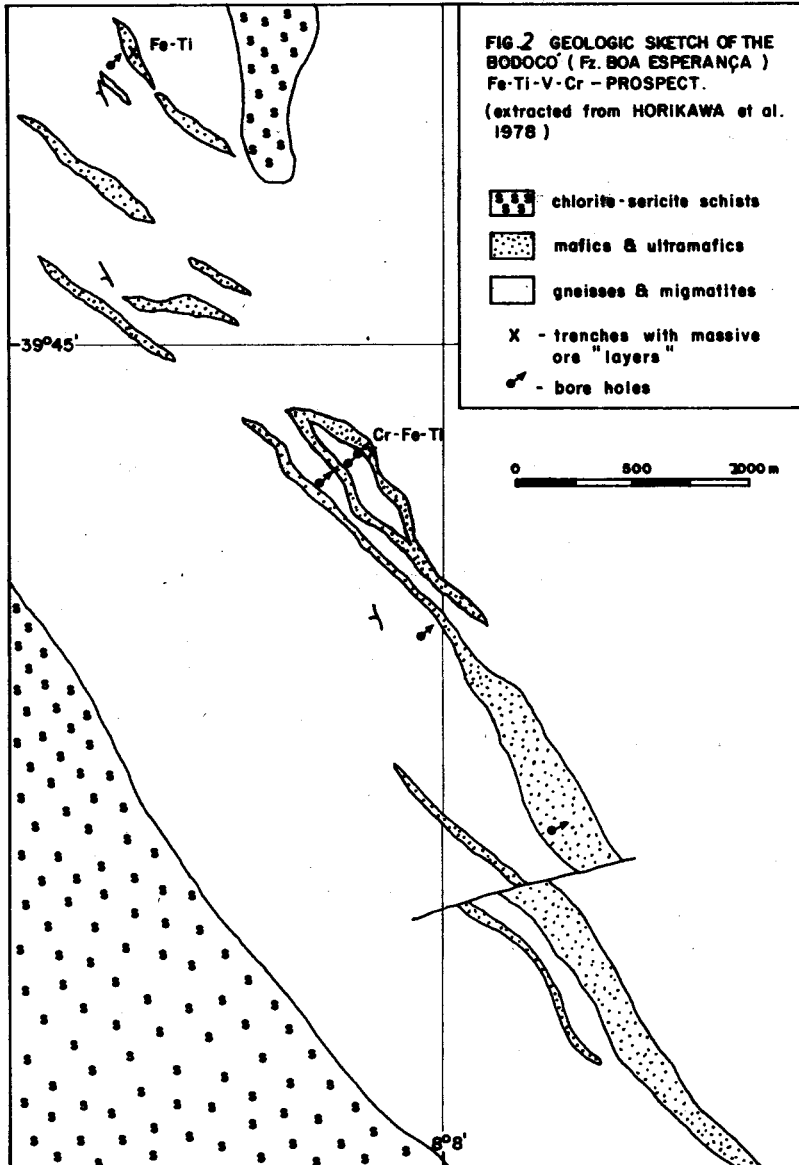 Fe-Ti
FIG.2 GEOLOGIC SKETCH OF THE
BODOCÓ (Fz. BOA ESPERANÇA)
Fe-Ti-V-Cr - PROSPECT.
(extracted from HORIKAWA et al.
1978)
chlorite-sericite schists
mafics & ultramafics
gneisses & migmatites
X - trenches with massive
ore "layers"
- bore holes
39°45'
Cr-Fe-Ti
0 500 1000m
8°8'